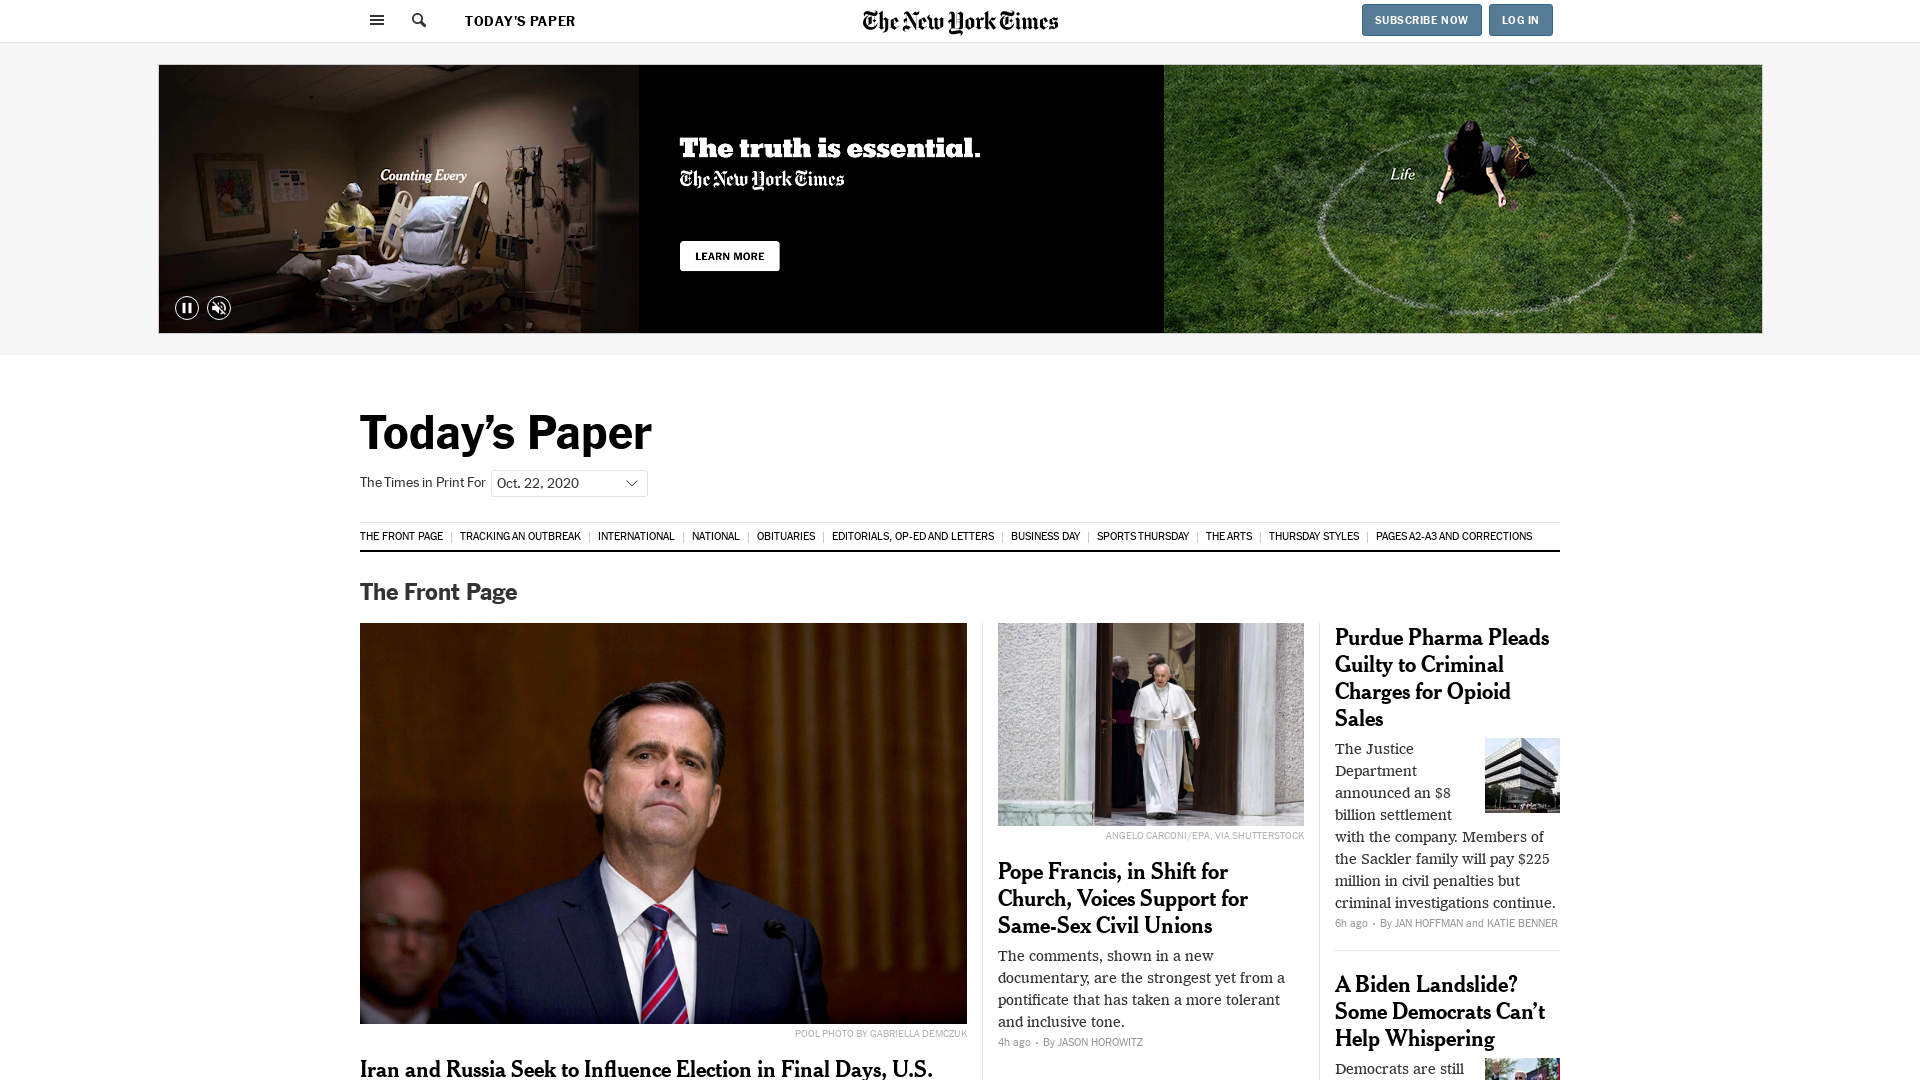 TODAY'S PAPER
The New York Times
SUBSCRIBE NOW
LOG IN
Counting Every
The truth is essential.
The New York Times
LEARN MORE
Life
Today's Paper
The Times in Print For
Oct. 22, 2020
THE FRONT PAGE
TRACKING AN OUTBREAK
INTERNATIONAL
NATIONAL
OBITUARIES
EDITORIALS, OP-ED AND LETTERS
BUSINESS DAY
SPORTS THURSDAY
THE ARTS
THURSDAY STYLES
PAGES A2-A3 AND CORRECTIONS
The Front Page
POOL PHOTO BY GABRIELLA DEMCZUK
Iran and Russia Seek to Influence Election in Final Days, U.S.
ANGELO CARCONI/EPA, VIA SHUTTERSTOCK
Pope Francis, in Shift for
Church, Voices Support for
Same-Sex Civil Unions
The comments, shown in a new
documentary, are the strongest yet from a
pontificate that has taken a more tolerant
and inclusive tone.
4h ago • By JASON HOROWITZ
Purdue Pharma Pleads
Guilty to Criminal
Charges for Opioid
Sales
The Justice
Department
announced an $8
billion settlement
with the company. Members of
the Sackler family will pay $225
million in civil penalties but
criminal investigations continue.
6h ago • By JAN HOFFMAN and KATIE BENNER
A Biden Landslide?
Some Democrats Can't
Help Whispering
Democrats are still